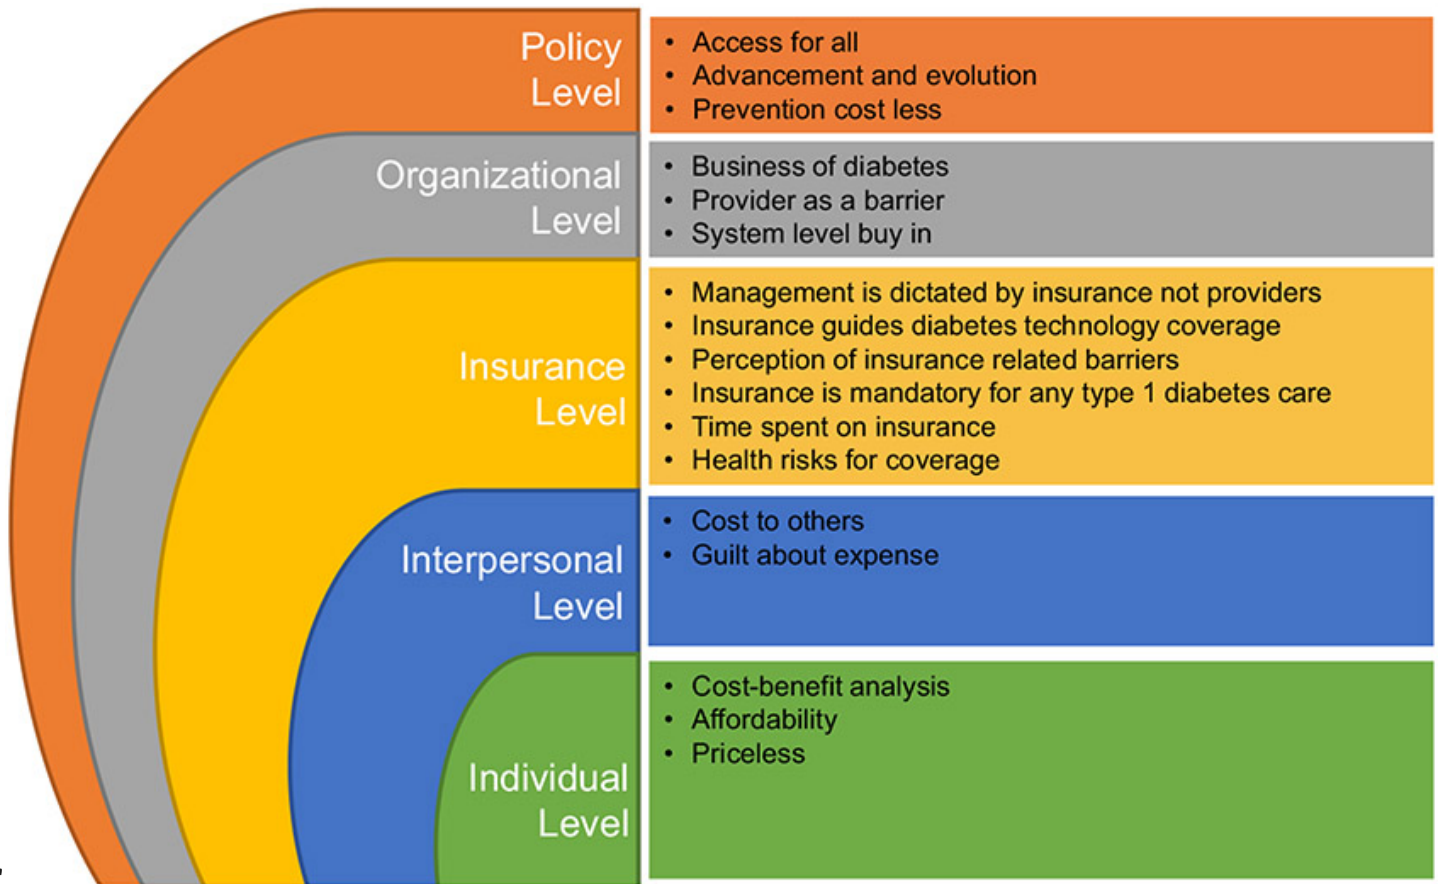 Policy
Level
• Access for all
• Advancement and evolution
• Prevention cost less
Organizational
Level
• Business of diabetes
• Provider as a barrier
• System level buy in
Insurance
Level
• Management is dictated by insurance not providers
• Insurance guides diabetes technology coverage
• Perception of insurance related barriers
• Insurance is mandatory for any type 1 diabetes care
• Time spent on insurance
• Health risks for coverage
Interpersonal
Level
• Cost to others
• Guilt about expense
Individual
Level
• Cost-benefit analysis
• Affordability
• Priceless